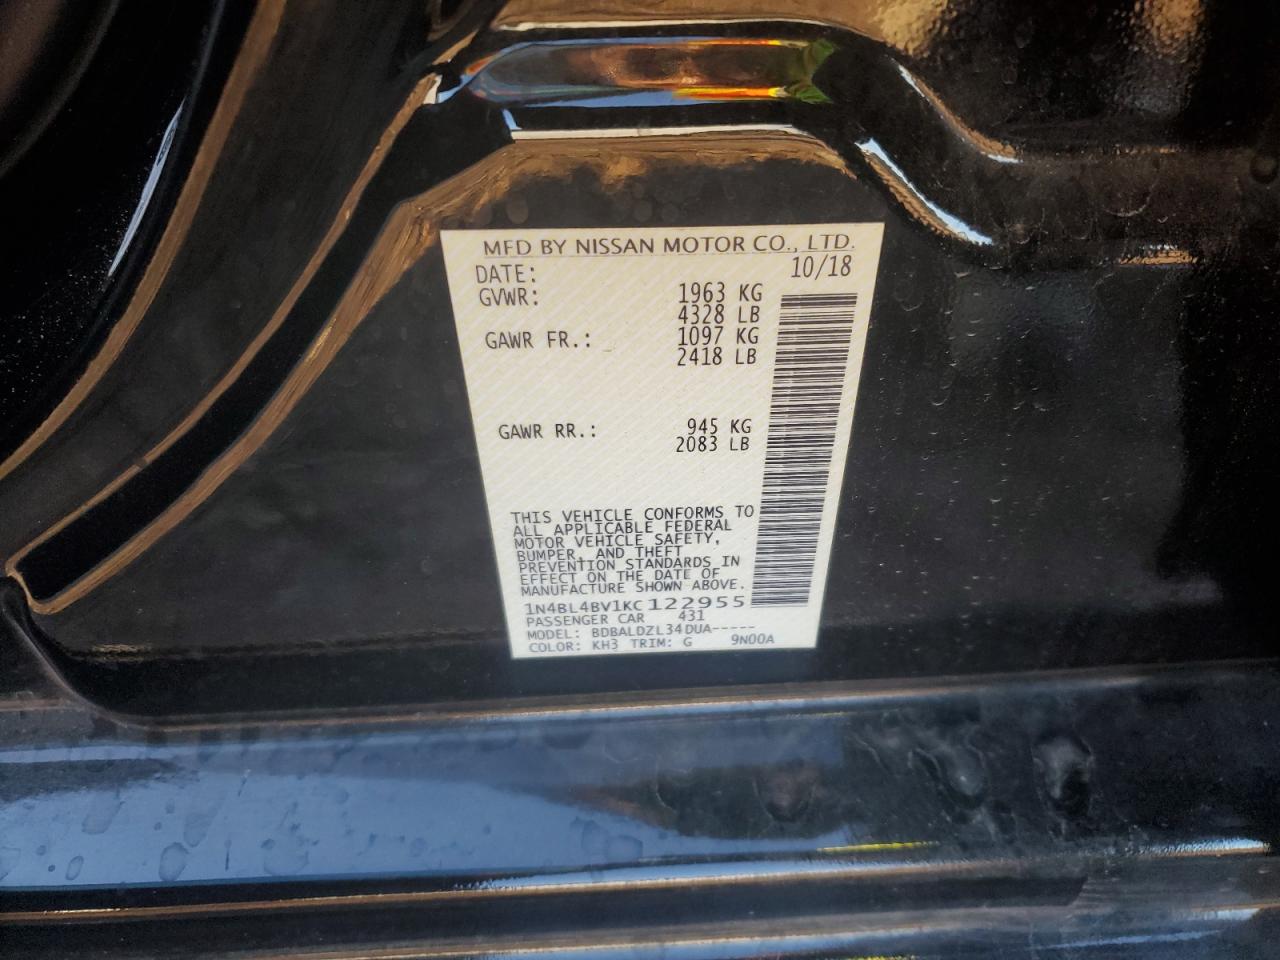 MFD BY NISSAN MOTOR CO., LTD.
DATE: 10/18
GVWR: 1963 KG
4328 LB
GAWR FR.: 1097 KG
2418 LB
GAWR RR.: 945 KG
2083 LB
THIS VEHICLE CONFORMS TO
ALL APPLICABLE FEDERAL
MOTOR VEHICLE SAFETY,
BUMPER, AND THEFT
PREVENTION STANDARDS IN
EFFECT ON THE DATE OF
MANUFACTURE SHOWN ABOVE.
1N4BL4BV1KC122955
PASSENGER CAR 431
MODEL: BDBALDZL34DUA-----
COLOR: KH3 TRIM: G 9N00A